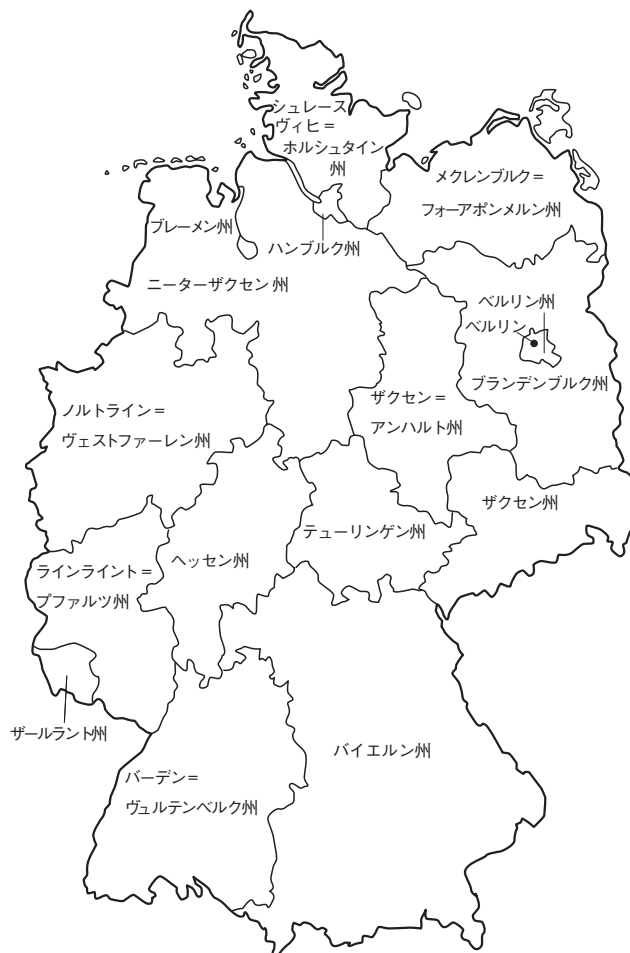 シュレース
ヴィヒ＝
ホルシュタイン
州
メクレンブルク＝
フォーアポンメルン州
ブレーメン州
ハンブルク州
ニーターザクセン 州
ベルリン 州
ベルリン
ブランデンブルク州
ノルトライン＝
ヴェストファーレン州
ザクセン＝
アンハルト州
ザクセン州
テューリンゲン州
ヘッセン州
ラインライント＝
プファルツ州
ザールラント州
バイエルン州
バーデン＝
ヴュルテンベルク州